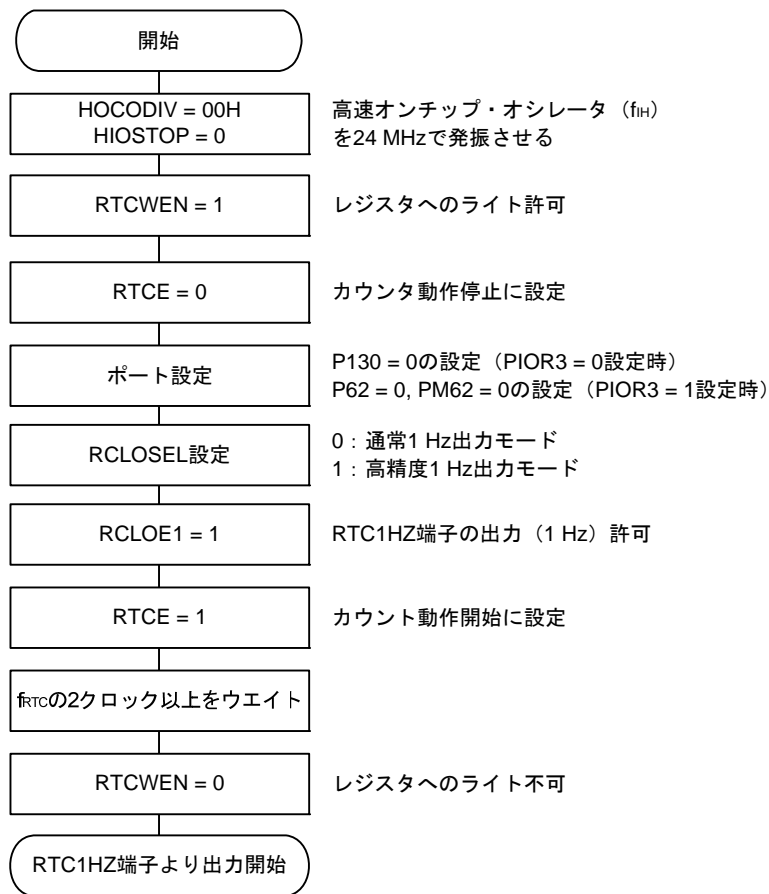 開始
HOCODIV = 00H
HIOSTOP = 0
高速オンチップ・オシレータ（fIH）
を24 MHzで発振させる
RTCWEN = 1
レジスタへのライト許可
RTCE = 0
カウンタ動作停止に設定
ポート設定
P130 = 0の設定（PIOR3 = 0設定時）
P62 = 0, PM62 = 0の設定（PIOR3 = 1設定時）
RCLOSEL設定
0：通常1 Hz出力モード
1：高精度1 Hz出力モード
RCLOE1 = 1
RTC1HZ端子の出力（1 Hz）許可
RTCE = 1
カウント動作開始に設定
fRTCの2クロック以上をウエイト
RTCWEN = 0
レジスタへのライト不可
RTC1HZ端子より出力開始